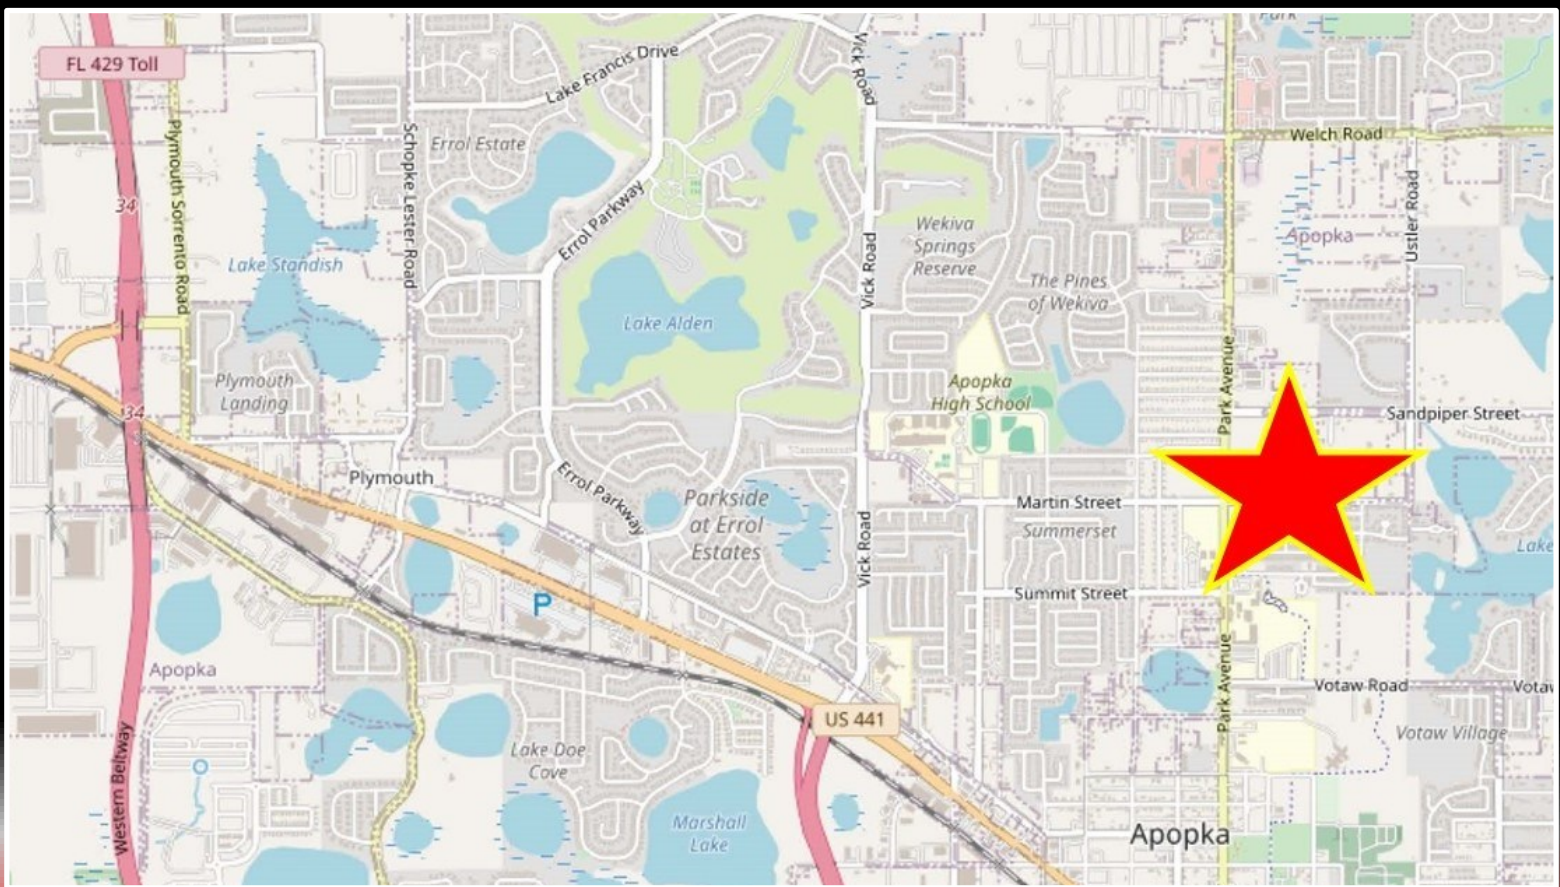 Park
Vick Road
FL 429 Toll
Lake Francis Drive
Plymouth Sorrento Road
Schopke Lester Road
Errol Estate
Welch Road
34
Errol Parkway
Ustler Road
Wekiva
Springs
Reserve
Apopka
Lake Standish
Vick Road
The Pines
of Wekiva
Lake Alden
Plymouth
Landing
Apopka
High School
Park Avenue
34
Sandpiper Street
Plymouth
Errol Parkway
Parkside
at Errol
Estates
Martin Street
Summerset
Vick Road
Lake
P
Summit Street
Apopka
Park Avenue
Votaw Road
Votaw
US 441
Votaw Village
Western Beltway
Lake Doe
Cove
Marshall
Lake
Apopka